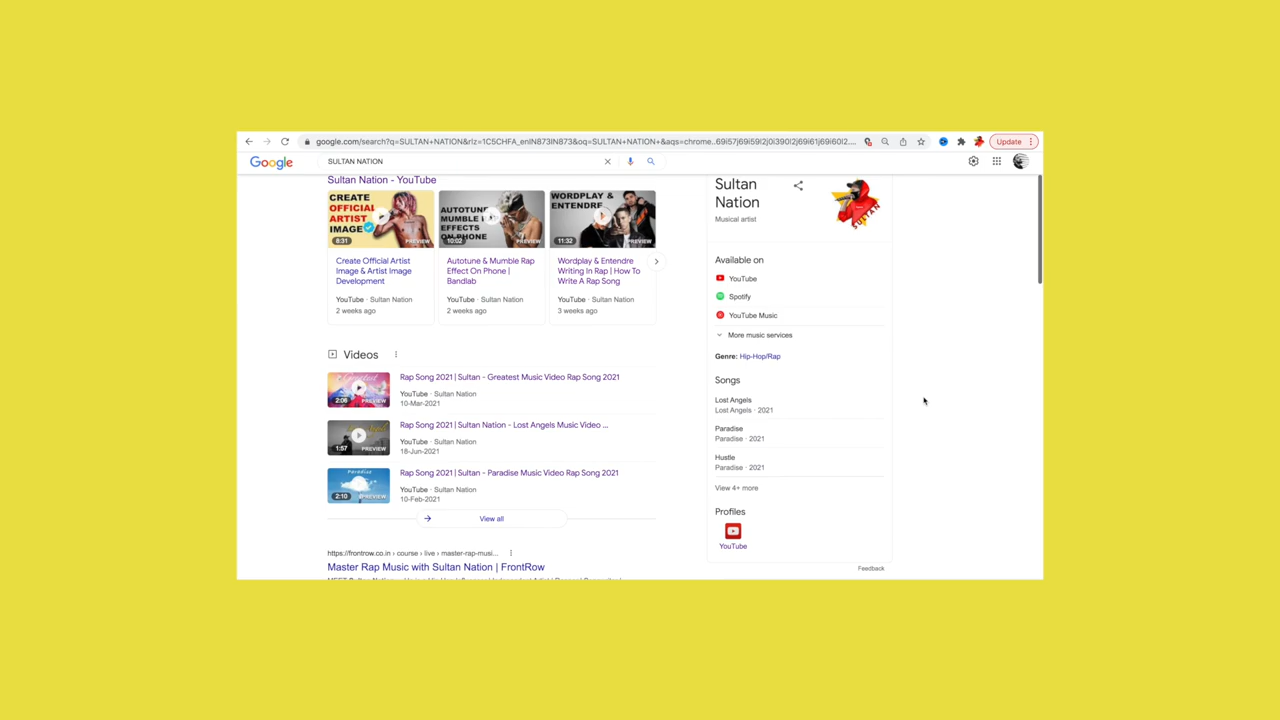 google.com/search?q=SULTAN+NATION&rlz=1C5CHFA_enIN873IN873&oq=SULTAN+NATION+&aqs=chrome..69i57j69i59l2j0i390l2j69i61j69i60l2....
Update
Google
SULTAN NATION
Sultan Nation - YouTube
CREATE
OFFICIAL
ARTIST
IMAGE
8:31
PREVIEW
AUTOTUNE
MUMBLE RAP
EFFECTS
ON PHONE
10:02
PREVIEW
WORDPLAY &
ENTENDRE
11:32
PREVIEW
Create Official Artist
Image & Artist Image
Development
YouTube · Sultan Nation
2 weeks ago
Autotune & Mumble Rap
Effect On Phone |
Bandlab
YouTube · Sultan Nation
2 weeks ago
Wordplay & Entendre
Writing In Rap | How To
Write A Rap Song
YouTube · Sultan Nation
3 weeks ago
Videos
2:06
PREVIEW
Rap Song 2021 | Sultan - Greatest Music Video Rap Song 2021
YouTube · Sultan Nation
10-Mar-2021
1:57
PREVIEW
Rap Song 2021 | Sultan Nation - Lost Angels Music Video ...
YouTube · Sultan Nation
18-Jun-2021
Paradise
2:10
PREVIEW
Rap Song 2021 | Sultan - Paradise Music Video Rap Song 2021
YouTube · Sultan Nation
10-Feb-2021
View all
https://frontrow.co.in › course › live › master-rap-musi...
Master Rap Music with Sultan Nation | FrontRow
Sultan
Nation
Musical artist
SULTAN
Available on
YouTube
Spotify
YouTube Music
More music services
Genre: Hip-Hop/Rap
Songs
Lost Angels
Lost Angels · 2021
Paradise
Paradise · 2021
Hustle
Paradise · 2021
View 4+ more
Profiles
YouTube
Feedback